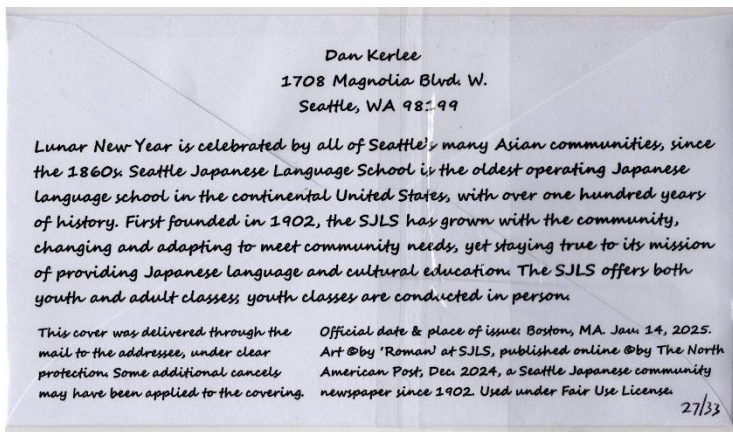 Dan Kerlee
1708 Magnolia Blvd. W.
Seattle, WA 98199
Lunar New Year is celebrated by all of Seattle's many Asian communities, since
the 1860s. Seattle Japanese Language School is the oldest operating Japanese
language school in the continental United States, with over one hundred years
of history. First founded in 1902, the SJLS has grown with the community,
changing and adapting to meet community needs, yet staying true to its mission
of providing Japanese language and cultural education. The SJLS offers both
youth and adult classes; youth classes are conducted in person.
This cover was delivered through the
mail to the addressee, under clear
protection. Some additional cancels
may have been applied to the covering.
Official date & place of issue: Boston, MA. Jan. 14, 2025.
Art ©by 'Roman' at SJLS, published online ©by The North
American Post, Dec. 2024, a Seattle Japanese community
newspaper since 1902. Used under Fair Use License.
27/33